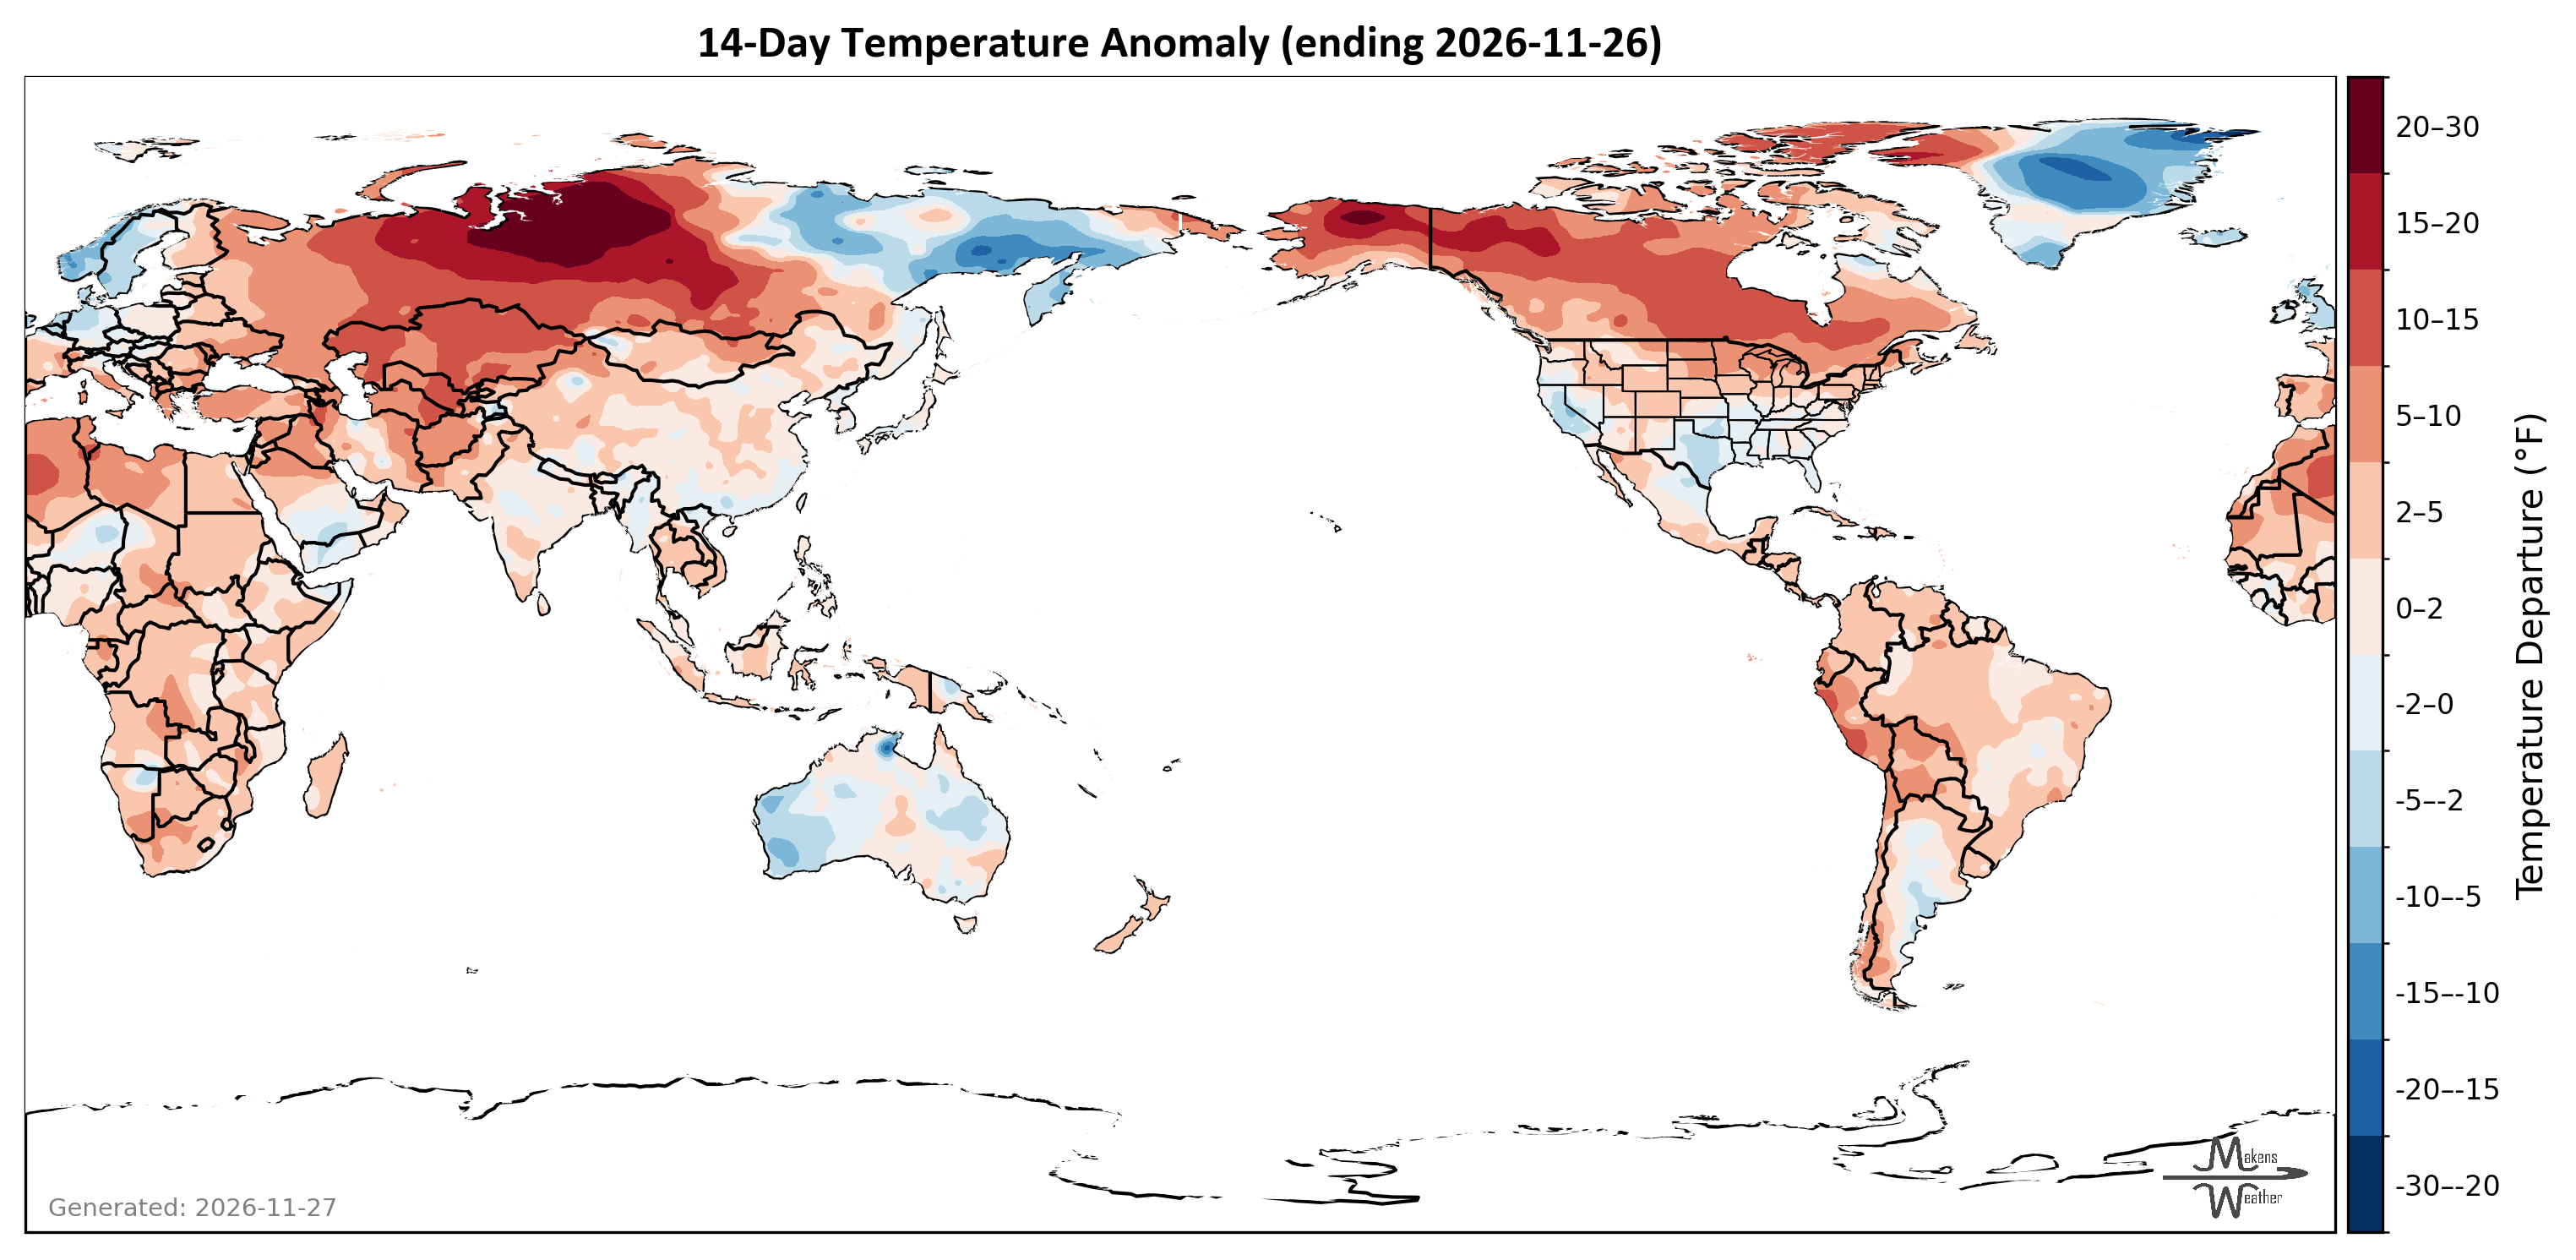 14-Day Temperature Anomaly (ending 2026-11-26)
20–30
15–20
10–15
5–10
2–5
0–2
-2–0
-5–-2
-10–-5
-15–-10
-20–-15
-30–-20
Temperature Departure (°F)
Generated: 2026-11-27
Makens
Weather